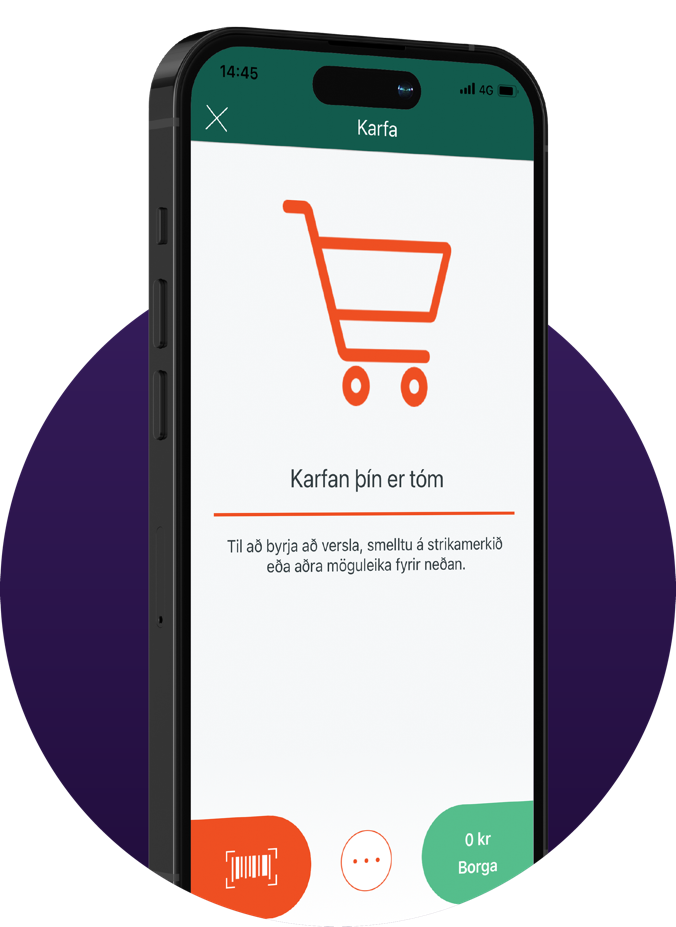 14:45
4G
Karfa
Karfan þín er tóm
Til að byrja að versla, smelltu á strikamerkið
eða aðra möguleika fyrir neðan.
0 kr
Borga